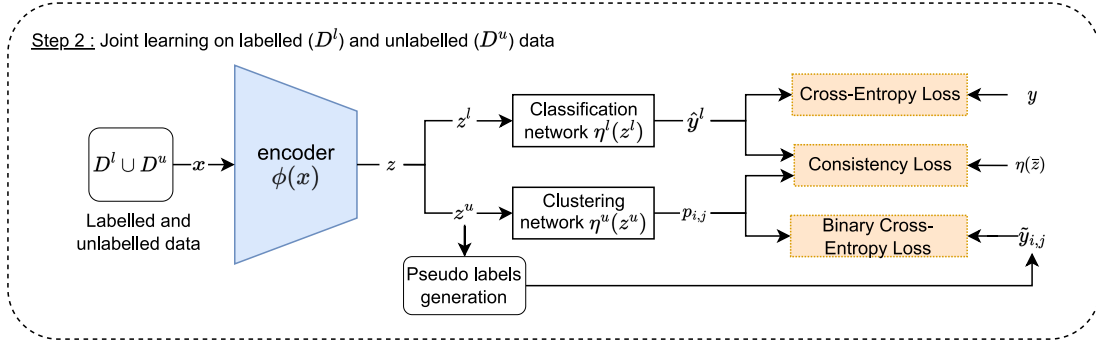 Step 2 : Joint learning on labelled (D^l) and unlabelled (D^u) data
D^l ∪ D^u
x
Labelled and
unlabelled data
encoder
ϕ(x)
z
z^l
Classification
network η^l(z^l)
ŷ^l
Cross-Entropy Loss
y
Consistency Loss
η(z̄)
z^u
Clustering
network η^u(z^u)
p_{i,j}
Binary Cross-
Entropy Loss
ỹ_{i,j}
Pseudo labels
generation